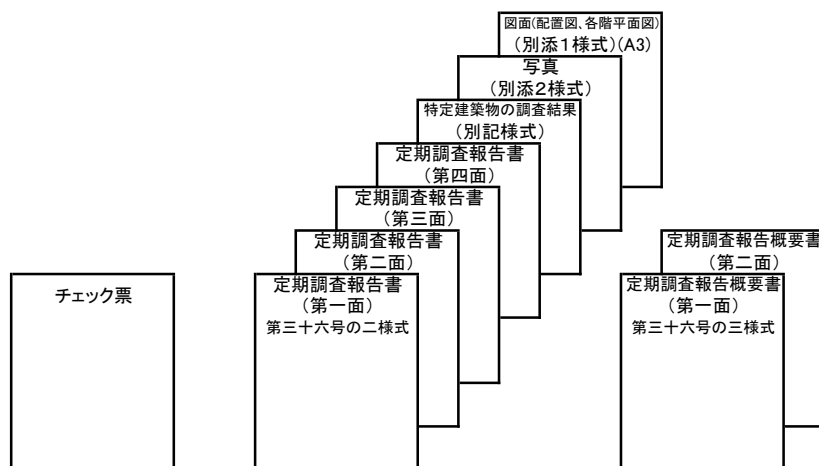 図面(配置図、各階平面図)
(別添1様式)(A3)
写真
(別添2様式)
特定建築物の調査結果
(別記様式)
定期調査報告書
(第四面)
定期調査報告書
(第三面)
定期調査報告書
(第二面)
定期調査報告書
(第一面)
第三十六号の二様式
チェック票
定期調査報告概要書
(第二面)
定期調査報告概要書
(第一面)
第三十六号の三様式